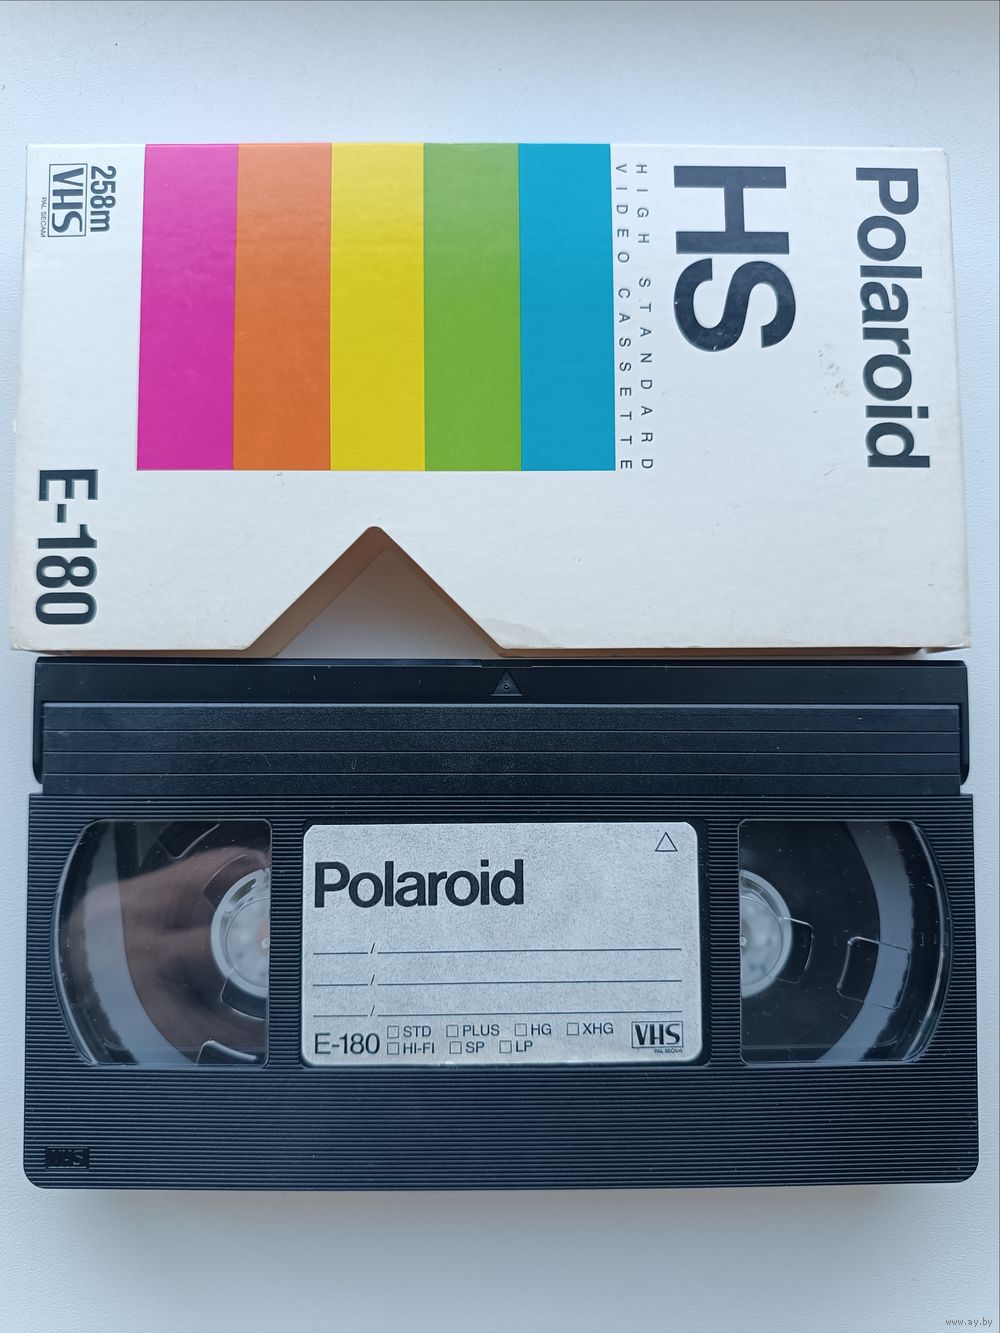 Polaroid
HS
HIGH STANDARD
VIDEO CASSETTE
258m
VHS
PAL SECAM
E-180
Polaroid
/
/
/
E-180 □ STD □ PLUS □ HG □ XHG
□ HI-FI □ SP □ LP
VHS
PAL SECAM
VHS
www.ay.by